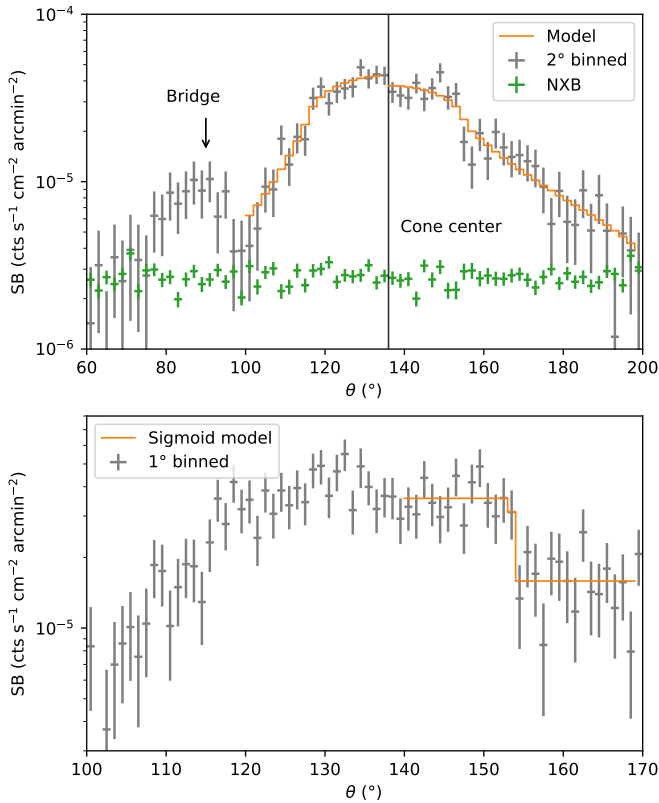 10⁻⁴
Model
2° binned
NXB
Bridge
SB (cts s⁻¹ cm⁻² arcmin⁻²)
10⁻⁵
Cone center
10⁻⁶
60 80 100 120 140 160 180 200
θ (°)
Sigmoid model
1° binned
SB (cts s⁻¹ cm⁻² arcmin⁻²)
10⁻⁵
100 110 120 130 140 150 160 170
θ (°)